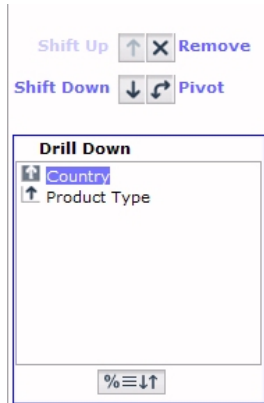 Shift Up Remove
Shift Down Pivot
Drill Down
Country
Product Type
%